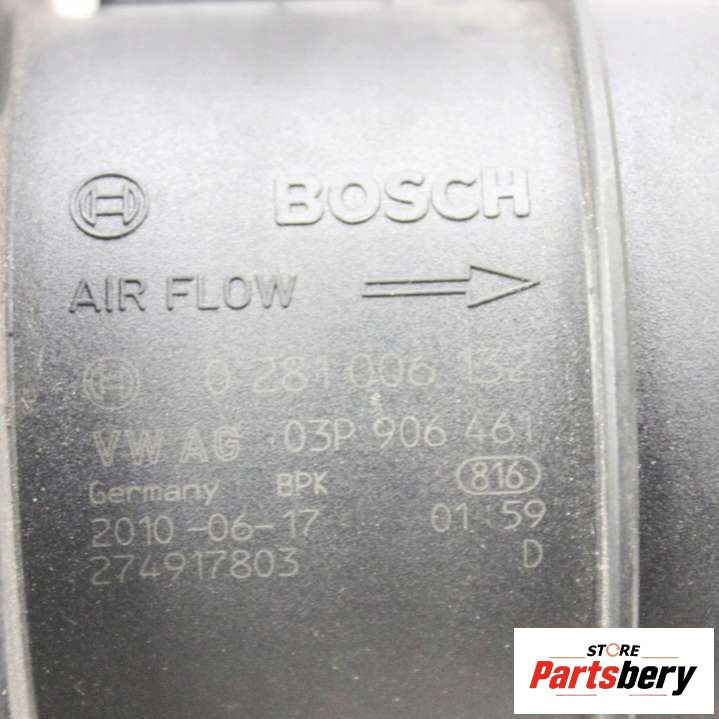 BOSCH
AIR FLOW
0 281 006 132
VW AG 03P 906 461
Germany BPK 816
2010-06-17 01:59
274917803 D
STORE
Partsbery